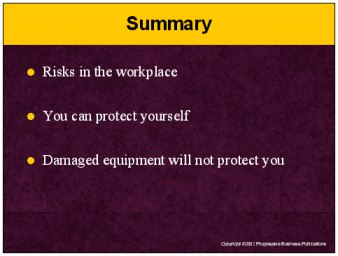 Summary
Risks in the workplace
You can protect yourself
Damaged equipment will not protect you
Copyright ©2002 Progressive Business Publications